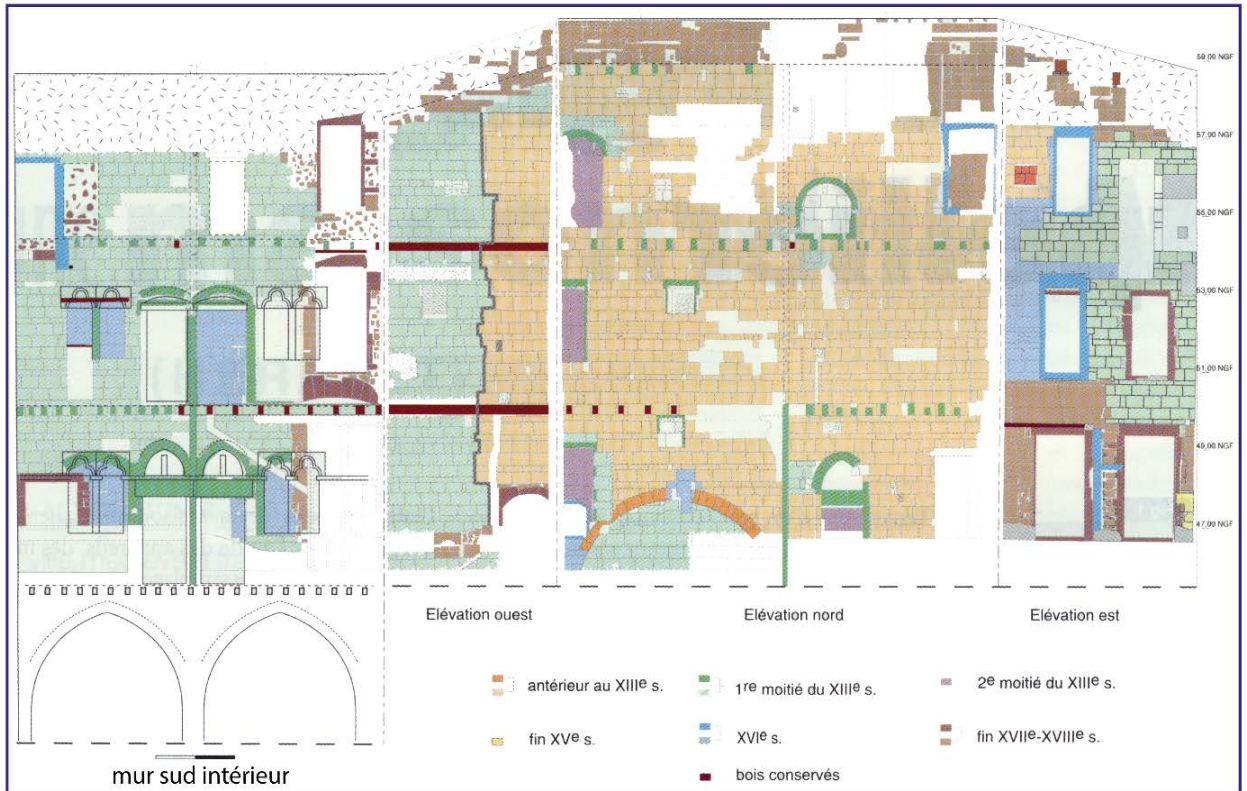 59,00 NGF
57,00 NGF
55,00 NGF
53,00 NGF
51,00 NGF
49,00 NGF
47,00 NGF
Elévation ouest
Elévation nord
Elévation est
antérieur au XIIIe s.
1re moitié du XIIIe s.
2e moitié du XIIIe s.
fin XVe s.
XVIe s.
fin XVIIe-XVIIIe s.
bois conservés
mur sud intérieur